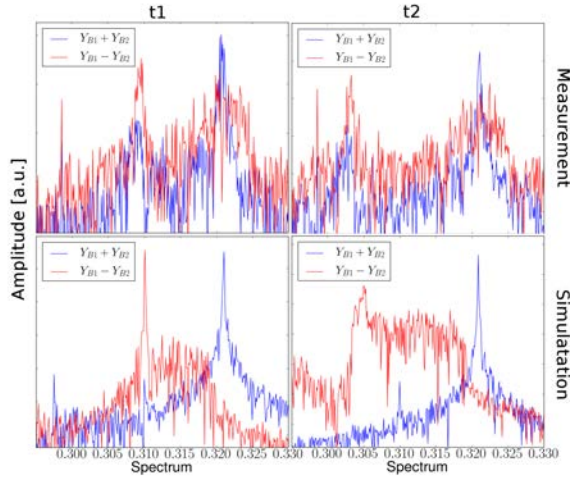 t1 t2
Y_{B1} + Y_{B2}
Y_{B1} − Y_{B2}
Y_{B1} + Y_{B2}
Y_{B1} − Y_{B2}
Measurement
Amplitude [a.u.]
Y_{B1} + Y_{B2}
Y_{B1} − Y_{B2}
Y_{B1} + Y_{B2}
Y_{B1} − Y_{B2}
Simulatation
0.300 0.305 0.310 0.315 0.320 0.325 0.330 0.300 0.305 0.310 0.315 0.320 0.325 0.330
Spectrum Spectrum